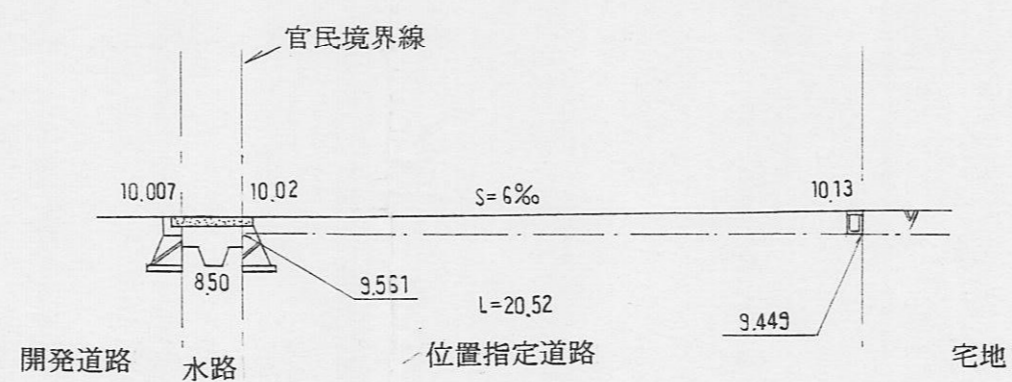 官民境界線
10.007
10.02
S=6‰
10.13
8.50
9.561
L=20.52
9.449
開発道路
水路
位置指定道路
宅地